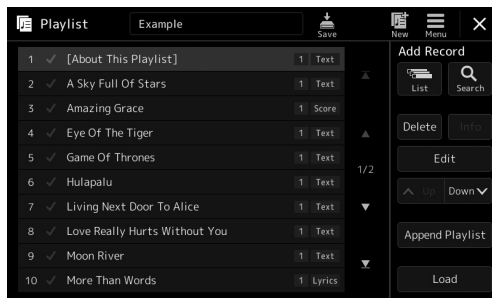 Playlist
Example
Save
New
Menu
1 [About This Playlist] 1 Text
2 A Sky Full Of Stars 1 Text
3 Amazing Grace 1 Score
4 Eye Of The Tiger 1 Text
5 Game Of Thrones 1 Text
6 Hulapalu 1 Text
7 Living Next Door To Alice 1 Text
8 Love Really Hurts Without You 1 Text
9 Moon River 1 Text
10 More Than Words 1 Lyrics
1/2
Add Record
List
Search
Delete
Info
Edit
Up
Down
Append Playlist
Load